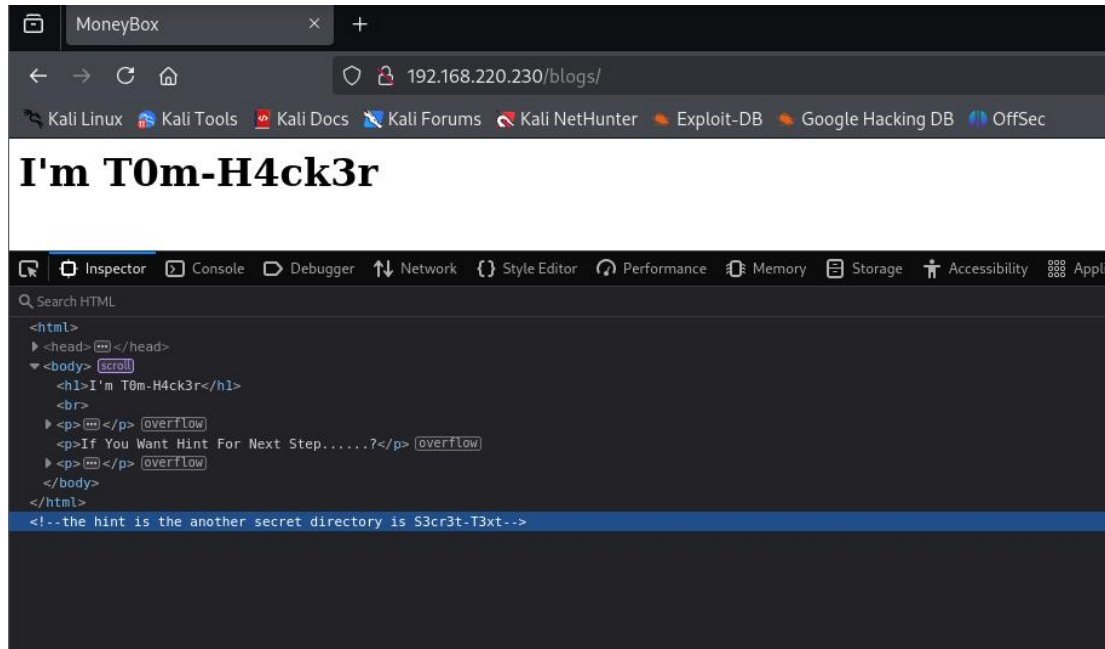 MoneyBox
192.168.220.230/blogs/
Kali Linux Kali Tools Kali Docs Kali Forums Kali NetHunter Exploit-DB Google Hacking DB OffSec
I'm T0m-H4ck3r
Inspector Console Debugger Network Style Editor Performance Memory Storage Accessibility Appli
Search HTML
<html>
<head></head>
<body> scroll
<h1>I'm T0m-H4ck3r</h1>
<br>
<p></p> overflow
<p>If You Want Hint For Next Step......?</p> overflow
<p></p> overflow
</body>
</html>
<!--the hint is the another secret directory is S3cr3t-T3xt-->